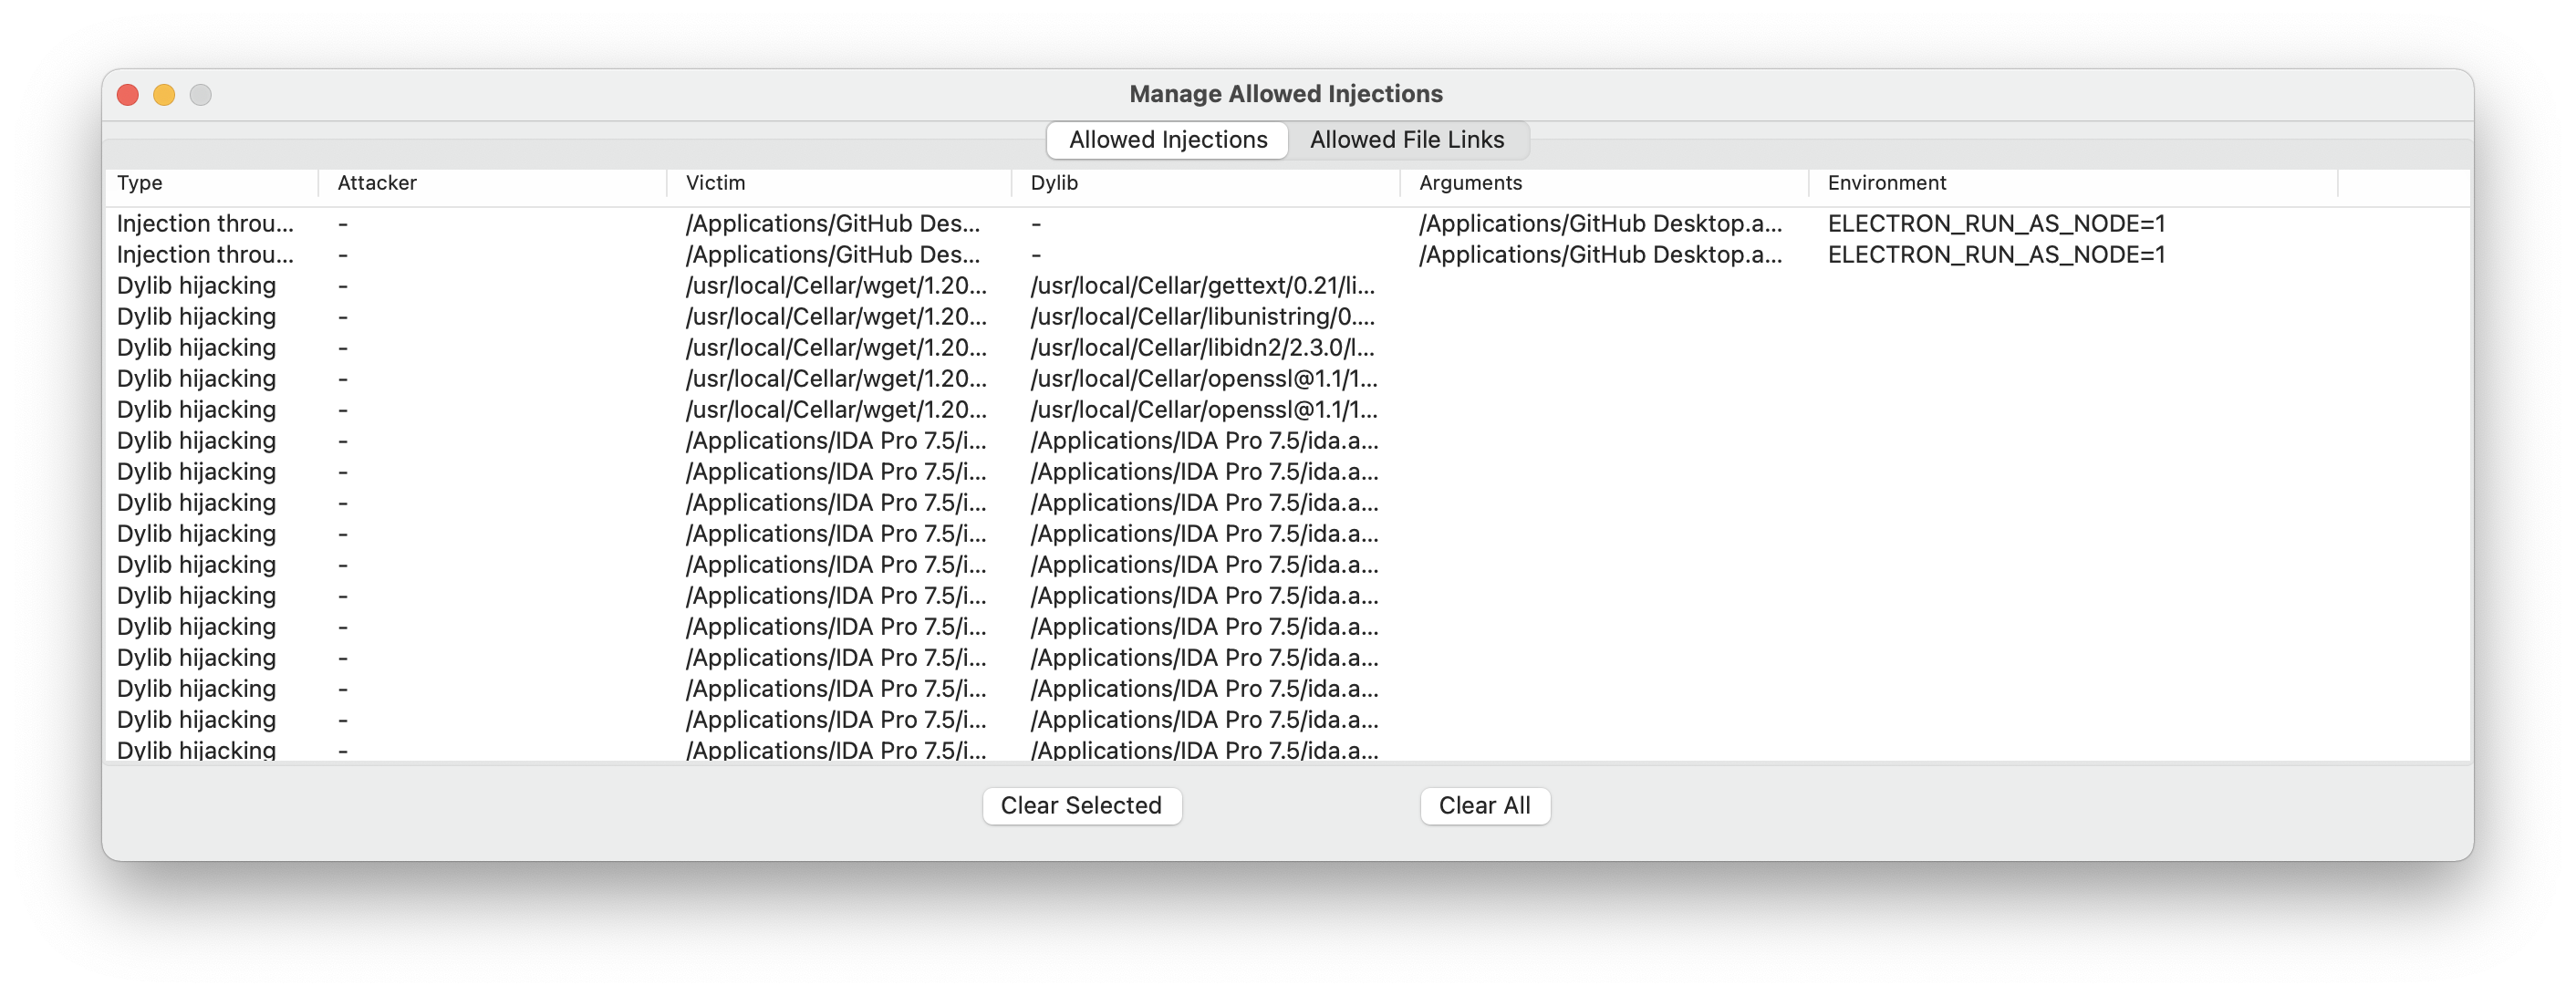 Manage Allowed Injections
Allowed Injections Allowed File Links
Type Attacker Victim Dylib Arguments Environment
Injection throu... - /Applications/GitHub Des... - /Applications/GitHub Desktop.a... ELECTRON_RUN_AS_NODE=1
Injection throu... - /Applications/GitHub Des... - /Applications/GitHub Desktop.a... ELECTRON_RUN_AS_NODE=1
Dylib hijacking - /usr/local/Cellar/wget/1.20... /usr/local/Cellar/gettext/0.21/li...
Dylib hijacking - /usr/local/Cellar/wget/1.20... /usr/local/Cellar/libunistring/0....
Dylib hijacking - /usr/local/Cellar/wget/1.20... /usr/local/Cellar/libidn2/2.3.0/l...
Dylib hijacking - /usr/local/Cellar/wget/1.20... /usr/local/Cellar/openssl@1.1/1...
Dylib hijacking - /usr/local/Cellar/wget/1.20... /usr/local/Cellar/openssl@1.1/1...
Dylib hijacking - /Applications/IDA Pro 7.5/i... /Applications/IDA Pro 7.5/ida.a...
Dylib hijacking - /Applications/IDA Pro 7.5/i... /Applications/IDA Pro 7.5/ida.a...
Dylib hijacking - /Applications/IDA Pro 7.5/i... /Applications/IDA Pro 7.5/ida.a...
Dylib hijacking - /Applications/IDA Pro 7.5/i... /Applications/IDA Pro 7.5/ida.a...
Dylib hijacking - /Applications/IDA Pro 7.5/i... /Applications/IDA Pro 7.5/ida.a...
Dylib hijacking - /Applications/IDA Pro 7.5/i... /Applications/IDA Pro 7.5/ida.a...
Dylib hijacking - /Applications/IDA Pro 7.5/i... /Applications/IDA Pro 7.5/ida.a...
Dylib hijacking - /Applications/IDA Pro 7.5/i... /Applications/IDA Pro 7.5/ida.a...
Dylib hijacking - /Applications/IDA Pro 7.5/i... /Applications/IDA Pro 7.5/ida.a...
Dylib hijacking - /Applications/IDA Pro 7.5/i... /Applications/IDA Pro 7.5/ida.a...
Dylib hijacking - /Applications/IDA Pro 7.5/i... /Applications/IDA Pro 7.5/ida.a...
Clear Selected Clear All